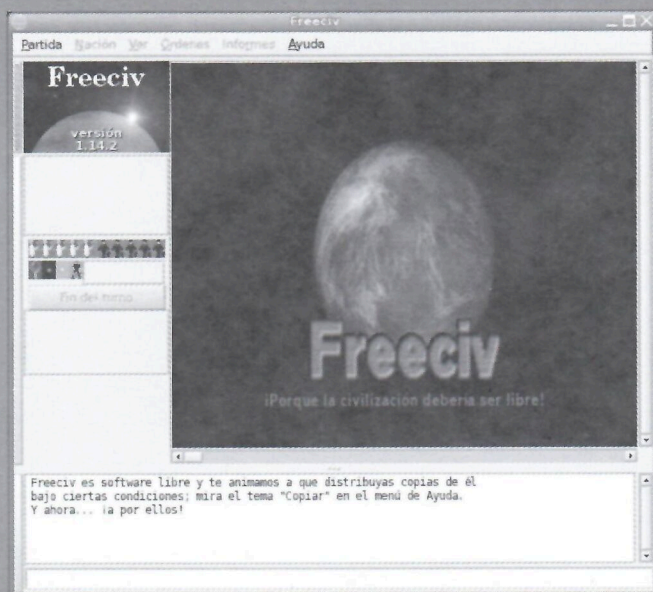 Freeciv
Partida Nación Ver Órdenes Informes Ayuda
Freeciv
versión
1.14.2
Fin del turno
Freeciv
¡Porque la civilización debería ser libre!
Freeciv es software libre y te animamos a que distribuyas copias de él
bajo ciertas condiciones; mira el tema "Copiar" en el menú de Ayuda.
Y ahora... ¡a por ellos!